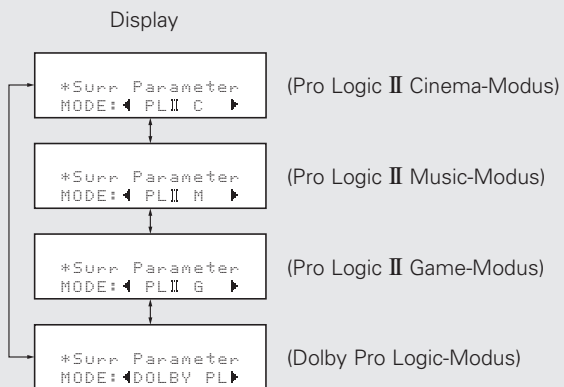 Display
*Surr Parameter
MODE:◀ PLⅡ C ▶
(Pro Logic Ⅱ Cinema-Modus)
*Surr Parameter
MODE:◀ PLⅡ M ▶
(Pro Logic Ⅱ Music-Modus)
*Surr Parameter
MODE:◀ PLⅡ G ▶
(Pro Logic Ⅱ Game-Modus)
*Surr Parameter
MODE:◀DOLBY PL▶
(Dolby Pro Logic-Modus)